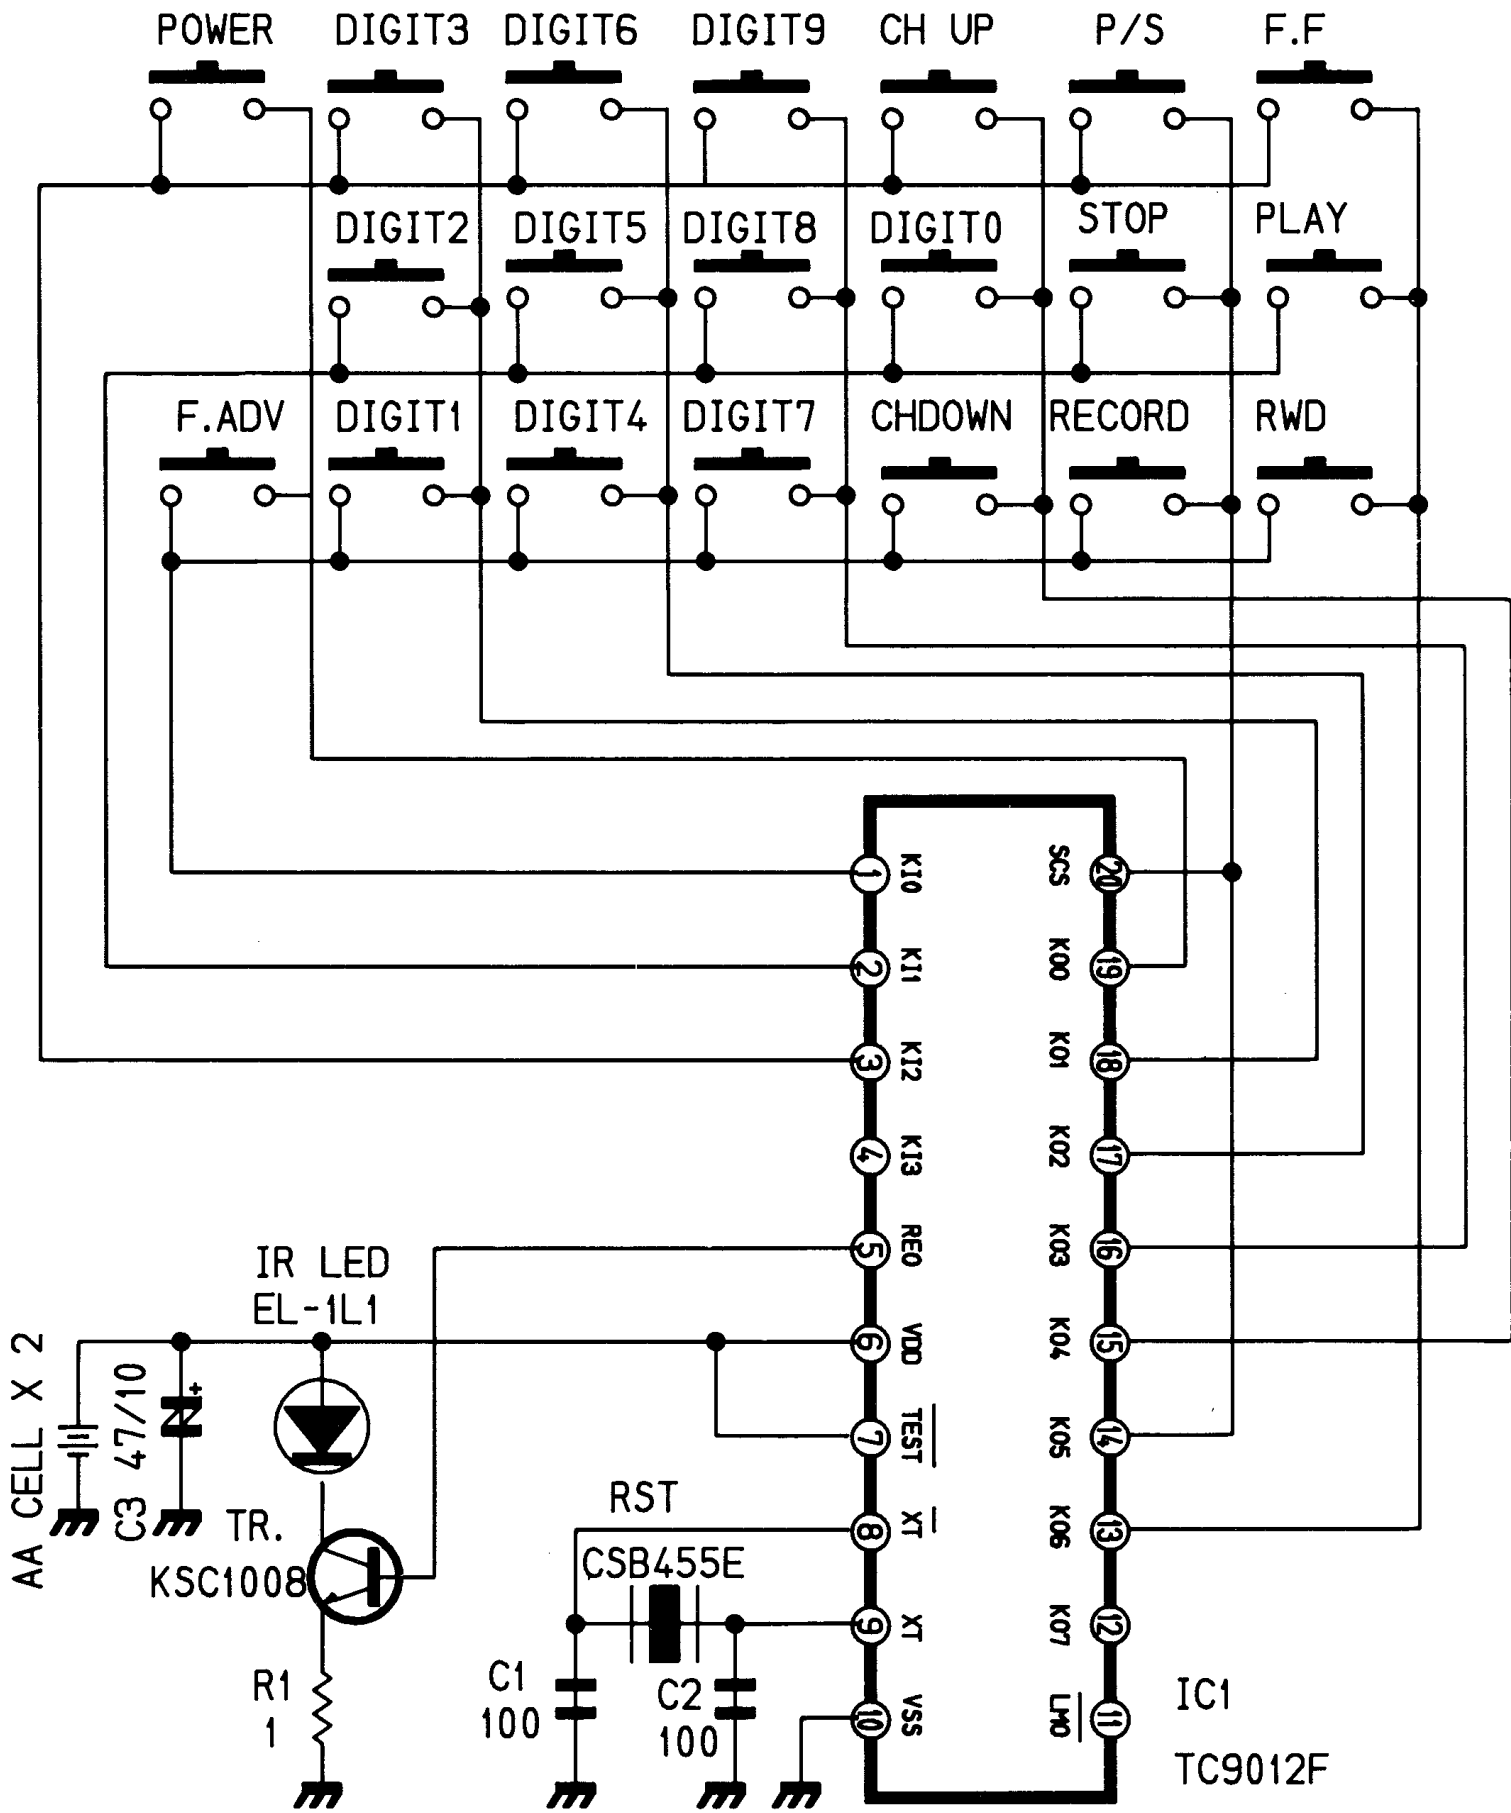 POWER DIGIT3 DIGIT6 DIGIT9 CH UP P/S F.F
DIGIT2 DIGIT5 DIGIT8 DIGIT0 STOP PLAY
F.ADV DIGIT1 DIGIT4 DIGIT7 CHDOWN RECORD RWD
1 KI0 SCS 20
2 KI1 KO0 19
3 KI2 KO1 18
4 KI3 KO2 17
5 REO KO3 16
6 VDD KO4 15
7 TEST KO5 14
8 XT KO6 13
9 XT KO7 12
10 VSS LMO 11
IR LED
EL-1L1
AA CELL X 2
C3 47/10
+
TR.
KSC1008
R1
1
RST
CSB455E
C1
100
C2
100
IC1
TC9012F